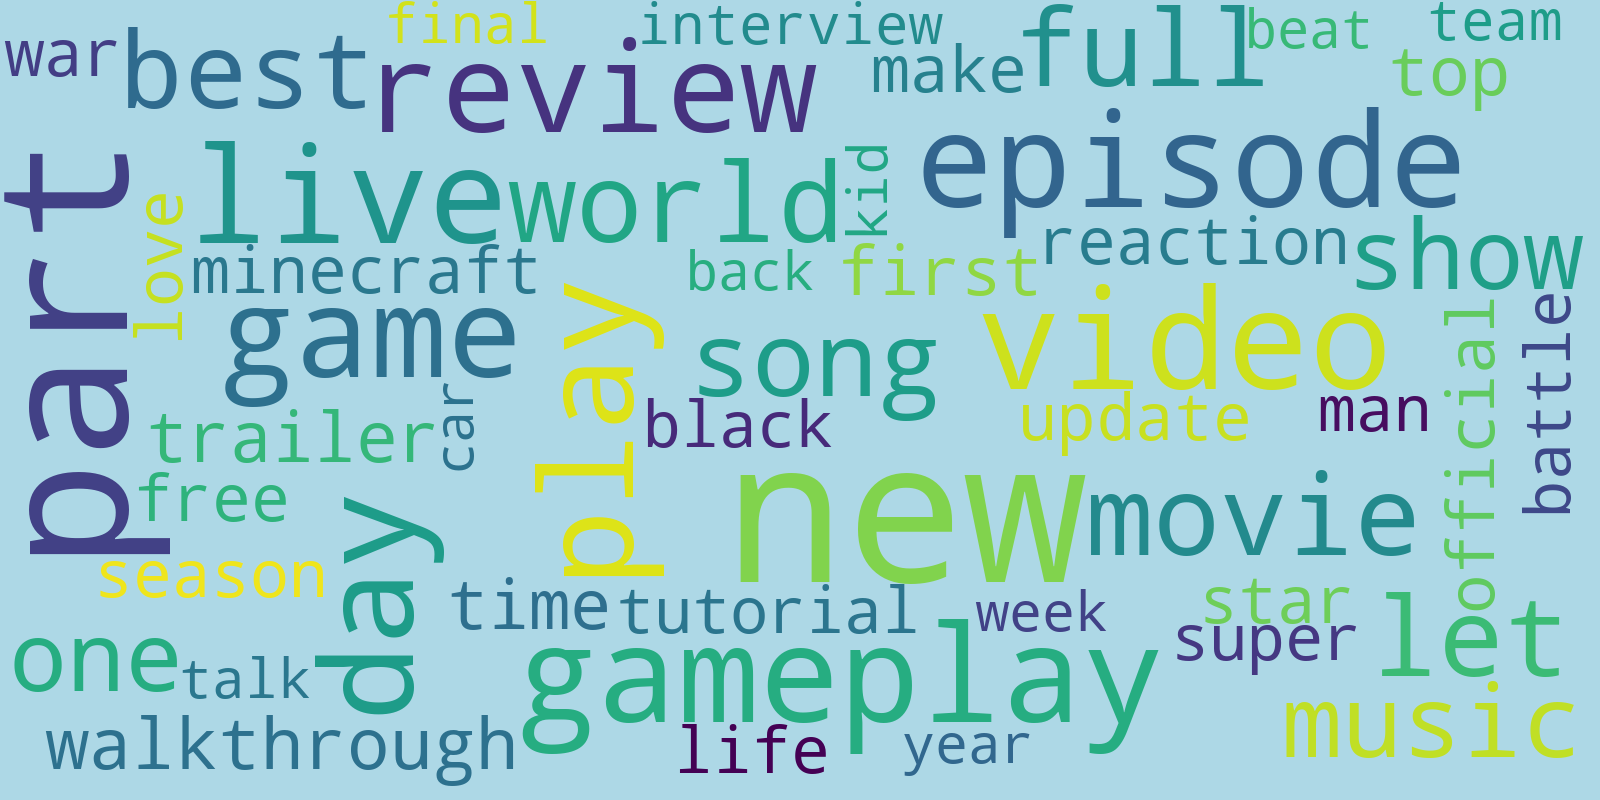 war
best
final
review
interview
make
full
beat
team
top
part
love
live
world
kid
episode
minecraft
back
first
reaction
show
game
play
song
video
official
battle
trailer
car
black
update
man
free
day
new
movie
season
time
tutorial
week
star
super
let
one
talk
gameplay
music
walkthrough
life
year